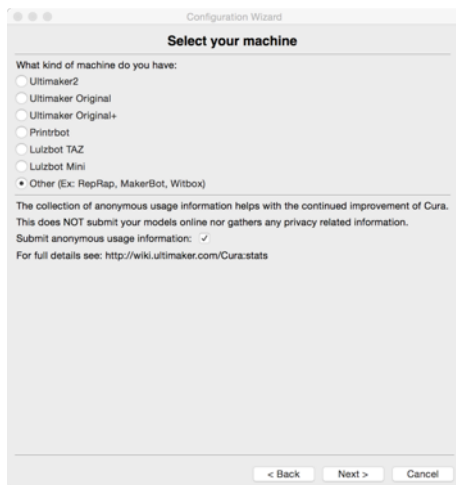 Configuration Wizard
Select your machine
What kind of machine do you have:
Ultimaker2
Ultimaker Original
Ultimaker Original+
Printrbot
Lulzbot TAZ
Lulzbot Mini
Other (Ex: RepRap, MakerBot, Witbox)
The collection of anonymous usage information helps with the continued improvement of Cura.
This does NOT submit your models online nor gathers any privacy related information.
Submit anonymous usage information:
For full details see: http://wiki.ultimaker.com/Cura:stats
< Back Next > Cancel